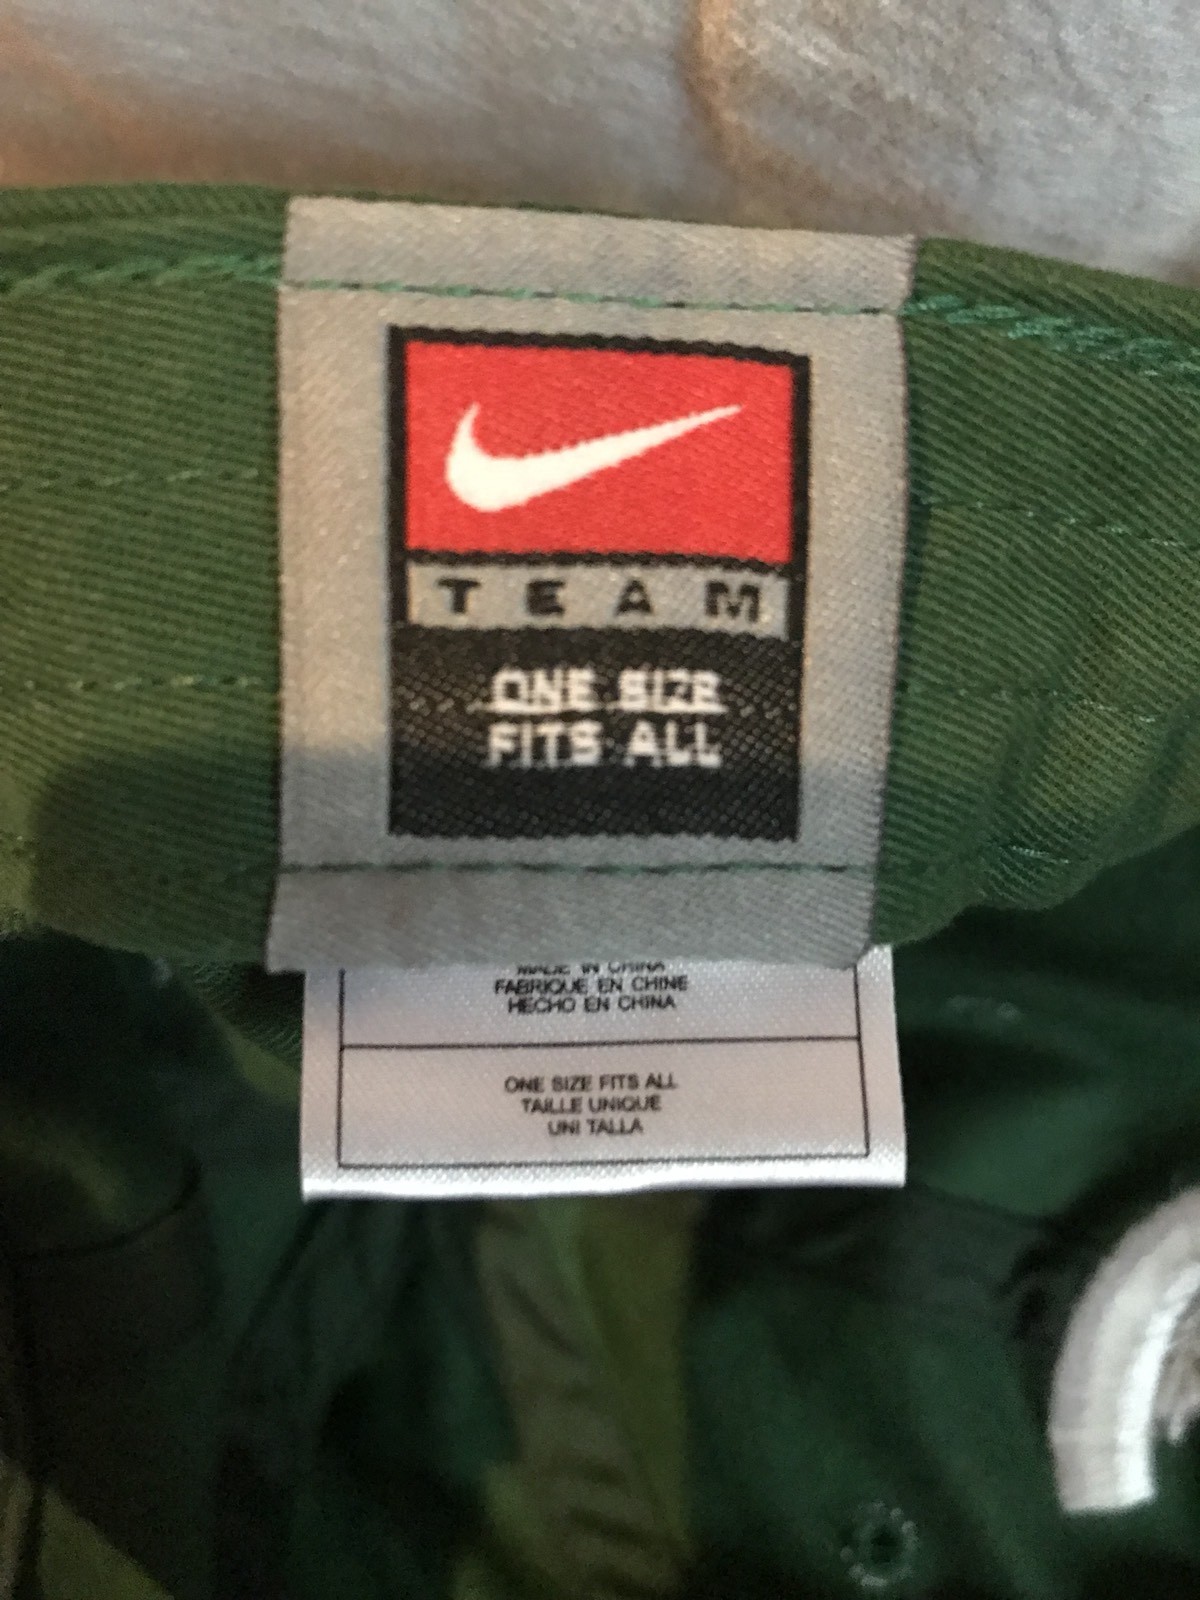 TEAM
ONE SIZE
FITS ALL
MADE IN CHINA
FABRIQUE EN CHINE
HECHO EN CHINA
ONE SIZE FITS ALL
TAILLE UNIQUE
UNI TALLA